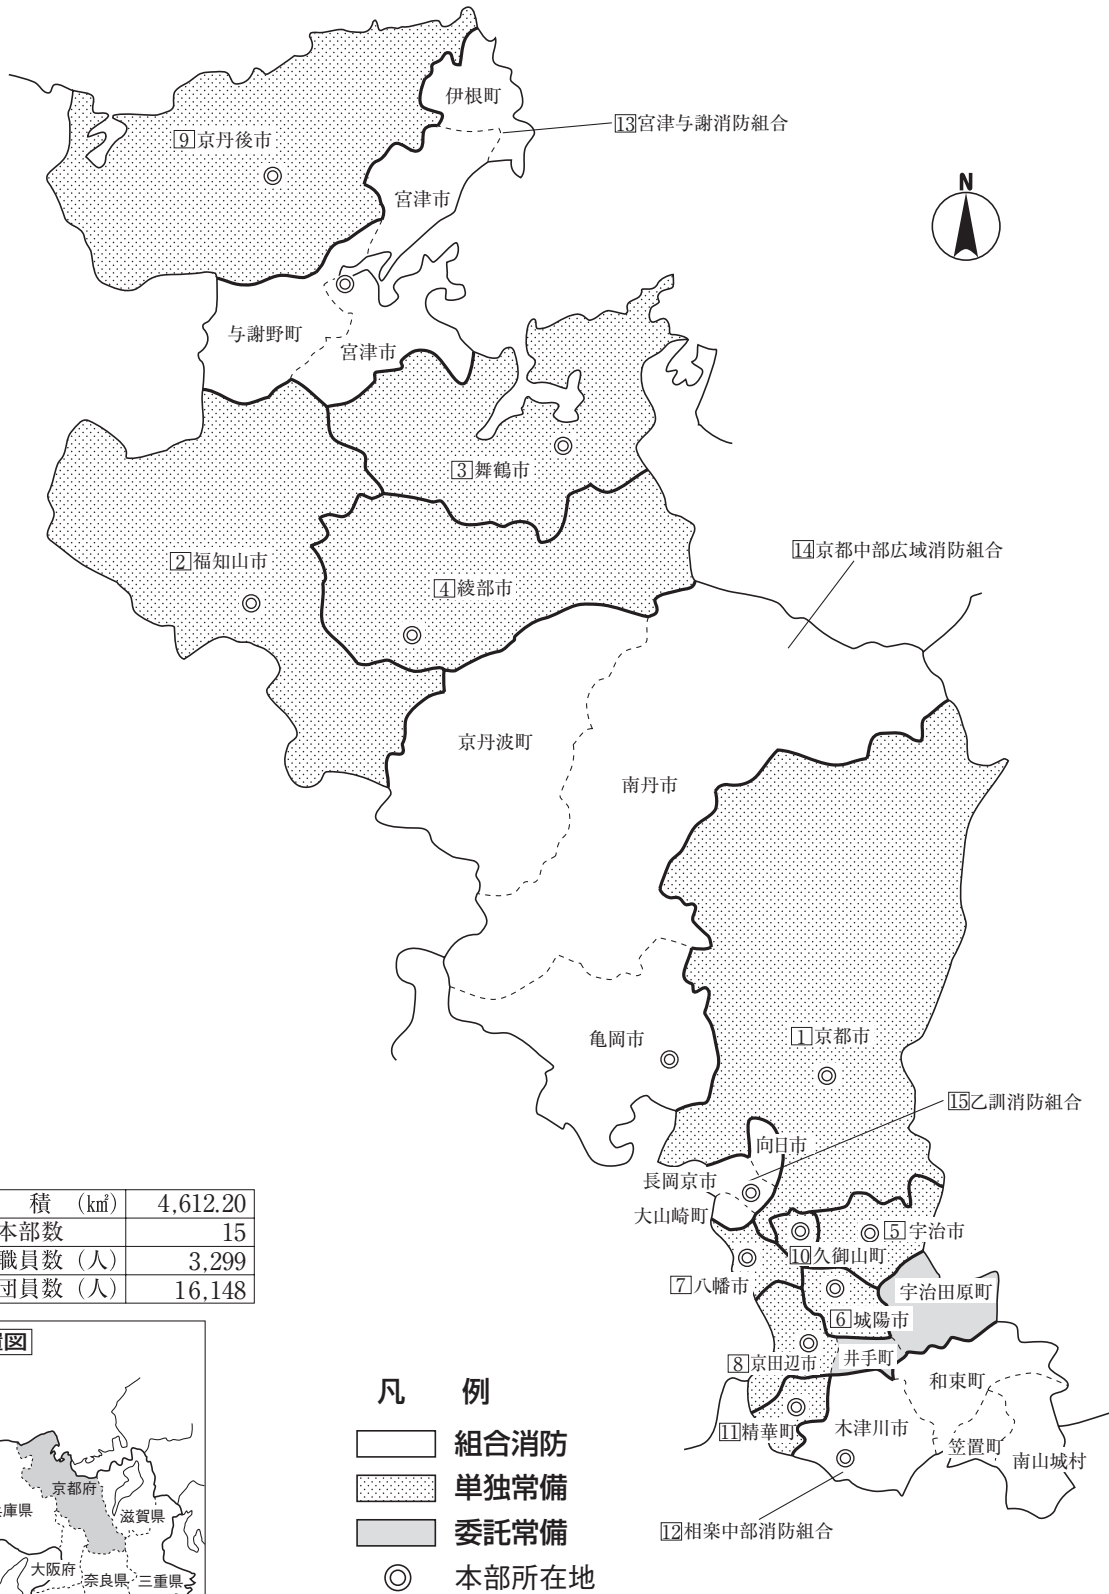 伊根町
13宮津与謝消防組合
9京丹後市
N
宮津市
与謝野町
宮津市
3舞鶴市
14京都中部広域消防組合
2福知山市
4綾部市
京丹波町
南丹市
亀岡市
1京都市
15乙訓消防組合
向日市
長岡京市
大山崎町
5宇治市
10久御山町
7八幡市
宇治田原町
6城陽市
8京田辺市
井手町
和束町
11精華町
木津川市
笠置町
南山城村
12相楽中部消防組合
積 (㎢) 4,612.20
本部数 15
職員数(人) 3,299
団員数(人) 16,148
置図
京都府
兵庫県
滋賀県
大阪府
奈良県
三重県
凡 例
組合消防
単独常備
委託常備
本部所在地